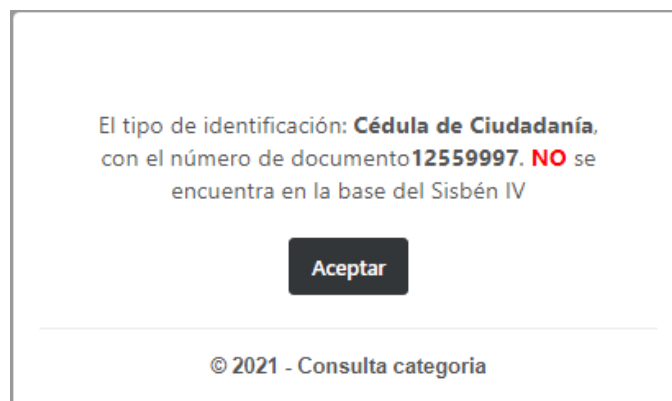 El tipo de identificación: Cédula de Ciudadanía,
con el número de documento12559997. NO se
encuentra en la base del Sisbén IV
Aceptar
© 2021 - Consulta categoria